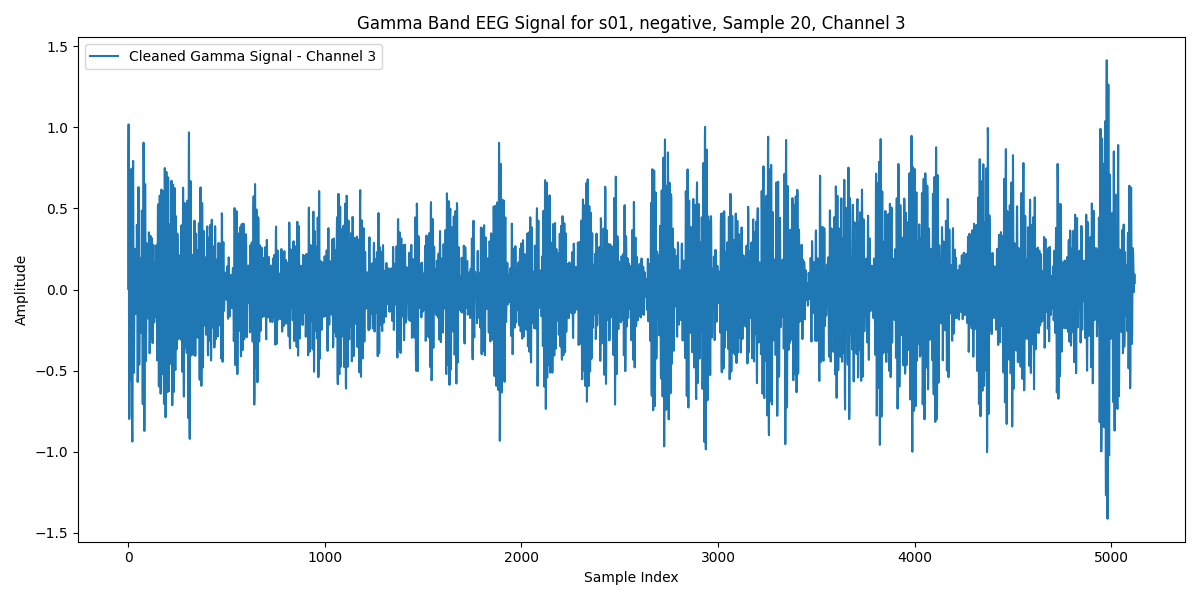 Gamma Band EEG Signal for s01, negative, Sample 20, Channel 3
Cleaned Gamma Signal - Channel 3
1.5
1.0
0.5
0.0
−0.5
−1.0
−1.5
Amplitude
0 1000 2000 3000 4000 5000
Sample Index